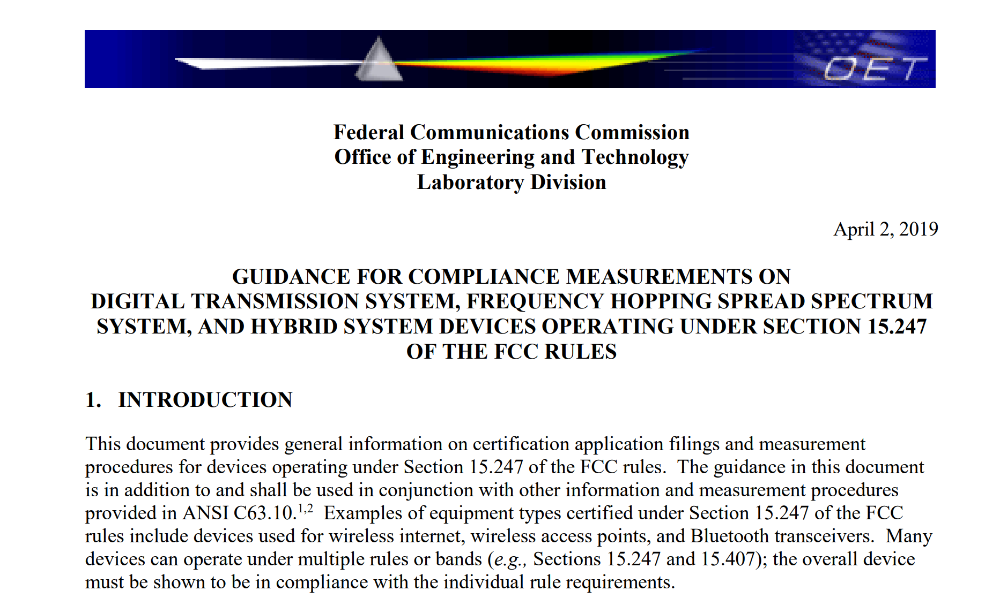 OET
Federal Communications Commission
Office of Engineering and Technology
Laboratory Division
April 2, 2019
GUIDANCE FOR COMPLIANCE MEASUREMENTS ON
DIGITAL TRANSMISSION SYSTEM, FREQUENCY HOPPING SPREAD SPECTRUM
SYSTEM, AND HYBRID SYSTEM DEVICES OPERATING UNDER SECTION 15.247
OF THE FCC RULES
1. INTRODUCTION
This document provides general information on certification application filings and measurement
procedures for devices operating under Section 15.247 of the FCC rules. The guidance in this document
is in addition to and shall be used in conjunction with other information and measurement procedures
provided in ANSI C63.10.1,2 Examples of equipment types certified under Section 15.247 of the FCC
rules include devices used for wireless internet, wireless access points, and Bluetooth transceivers. Many
devices can operate under multiple rules or bands (e.g., Sections 15.247 and 15.407); the overall device
must be shown to be in compliance with the individual rule requirements.